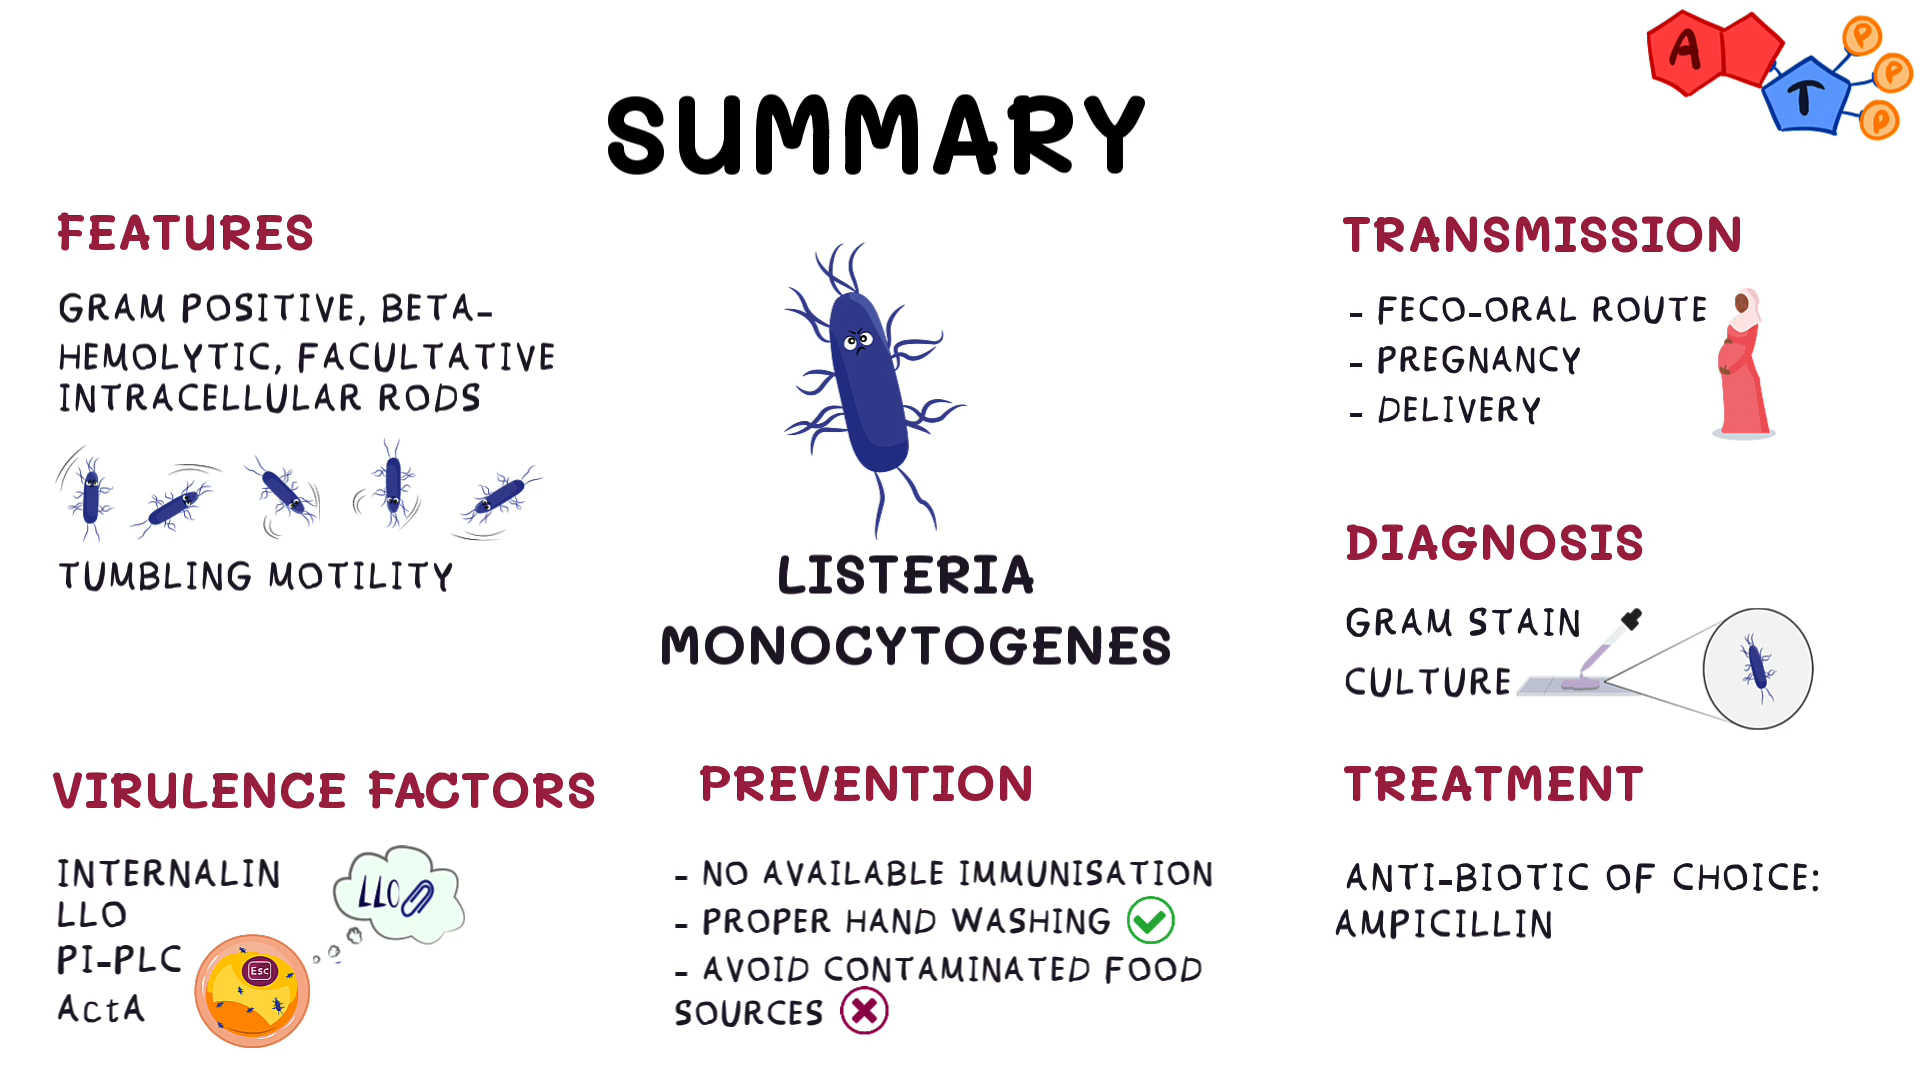 A
T
P
P
P
SUMMARY
FEATURES
GRAM POSITIVE, BETA-
HEMOLYTIC, FACULTATIVE
INTRACELLULAR RODS
TUMBLING MOTILITY
LISTERIA
MONOCYTOGENES
TRANSMISSION
- FECO-ORAL ROUTE
- PREGNANCY
- DELIVERY
DIAGNOSIS
GRAM STAIN
CULTURE
VIRULENCE FACTORS
INTERNALIN
LLO
PI-PLC
ActA
LLO
Esc
PREVENTION
- NO AVAILABLE IMMUNISATION
- PROPER HAND WASHING
- AVOID CONTAMINATED FOOD
SOURCES
TREATMENT
ANTI-BIOTIC OF CHOICE:
AMPICILLIN